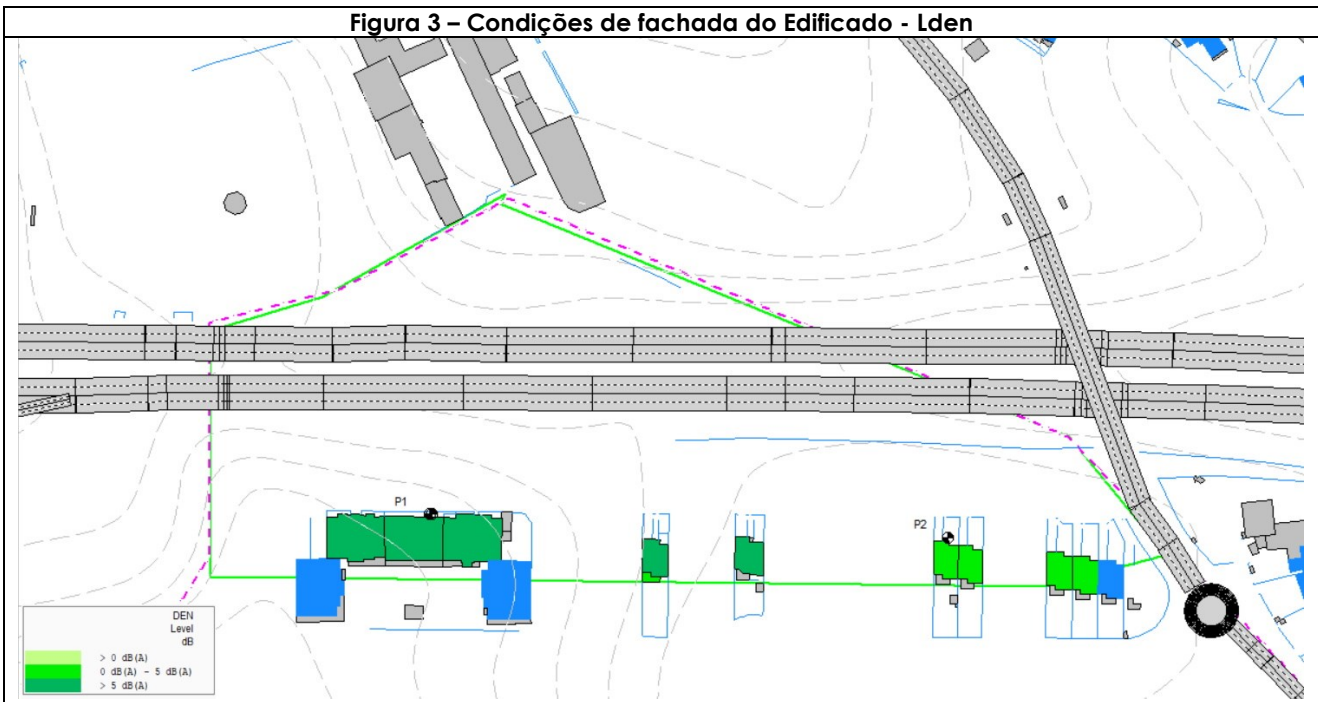 Figura 3 – Condições de fachada do Edificado - Lden
P1
P2
DEN
Level
dB
> 0 dB(A)
0 dB(A) - 5 dB(A)
> 5 dB(A)